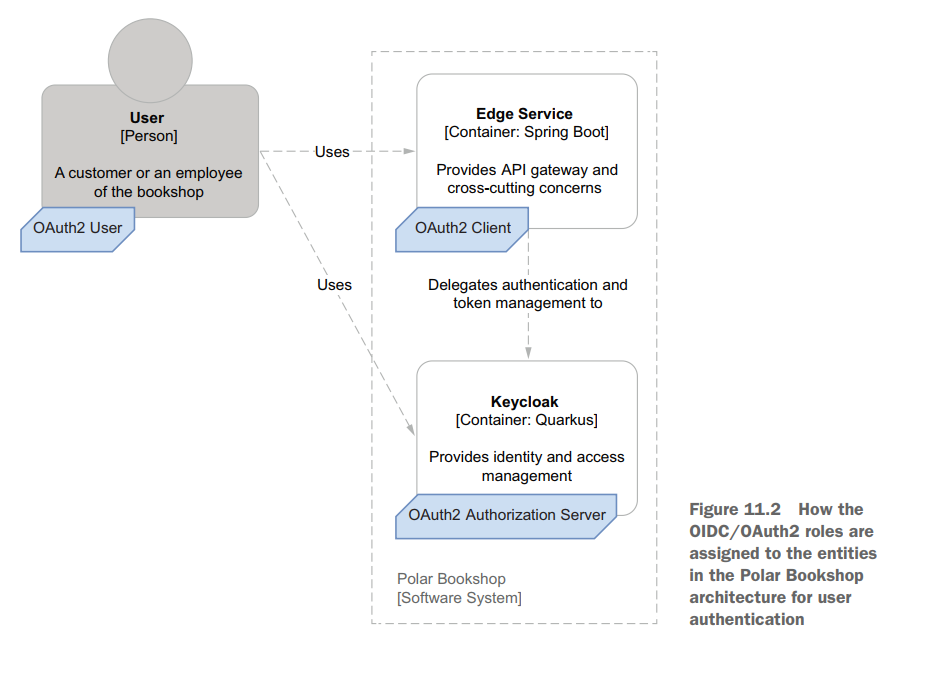 User
[Person]
A customer or an employee
of the bookshop
OAuth2 User
Uses
Uses
Edge Service
[Container: Spring Boot]
Provides API gateway and
cross-cutting concerns
OAuth2 Client
Delegates authentication and
token management to
Keycloak
[Container: Quarkus]
Provides identity and access
management
OAuth2 Authorization Server
Polar Bookshop
[Software System]
Figure 11.2 How the
OIDC/OAuth2 roles are
assigned to the entities
in the Polar Bookshop
architecture for user
authentication